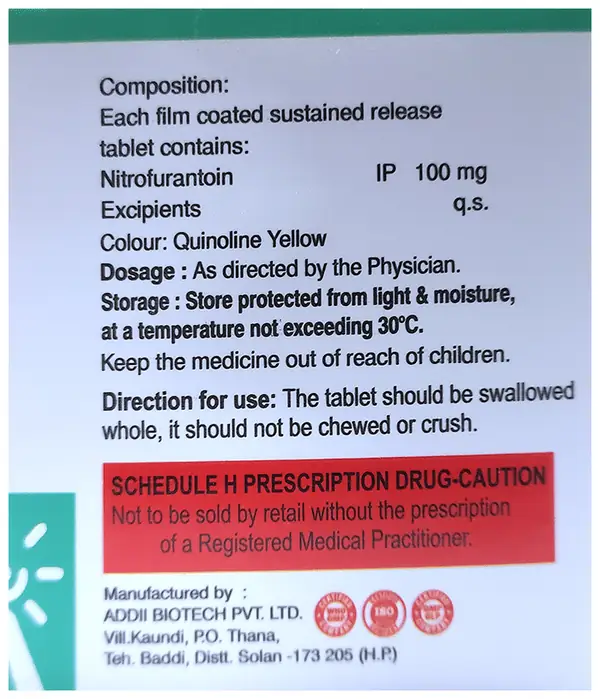 Composition:
Each film coated sustained release
tablet contains:
Nitrofurantoin IP 100 mg
Excipients q.s.
Colour: Quinoline Yellow
Dosage : As directed by the Physician.
Storage : Store protected from light & moisture,
at a temperature not exceeding 30°C.
Keep the medicine out of reach of children.
Direction for use: The tablet should be swallowed
whole, it should not be chewed or crush.
SCHEDULE H PRESCRIPTION DRUG-CAUTION
Not to be sold by retail without the prescription
of a Registered Medical Practitioner.
Manufactured by :
ADDII BIOTECH PVT. LTD.
Vill.Kaundi, P.O. Thana,
Teh. Baddi, Distt. Solan -173 205 (H.P.)
ISO